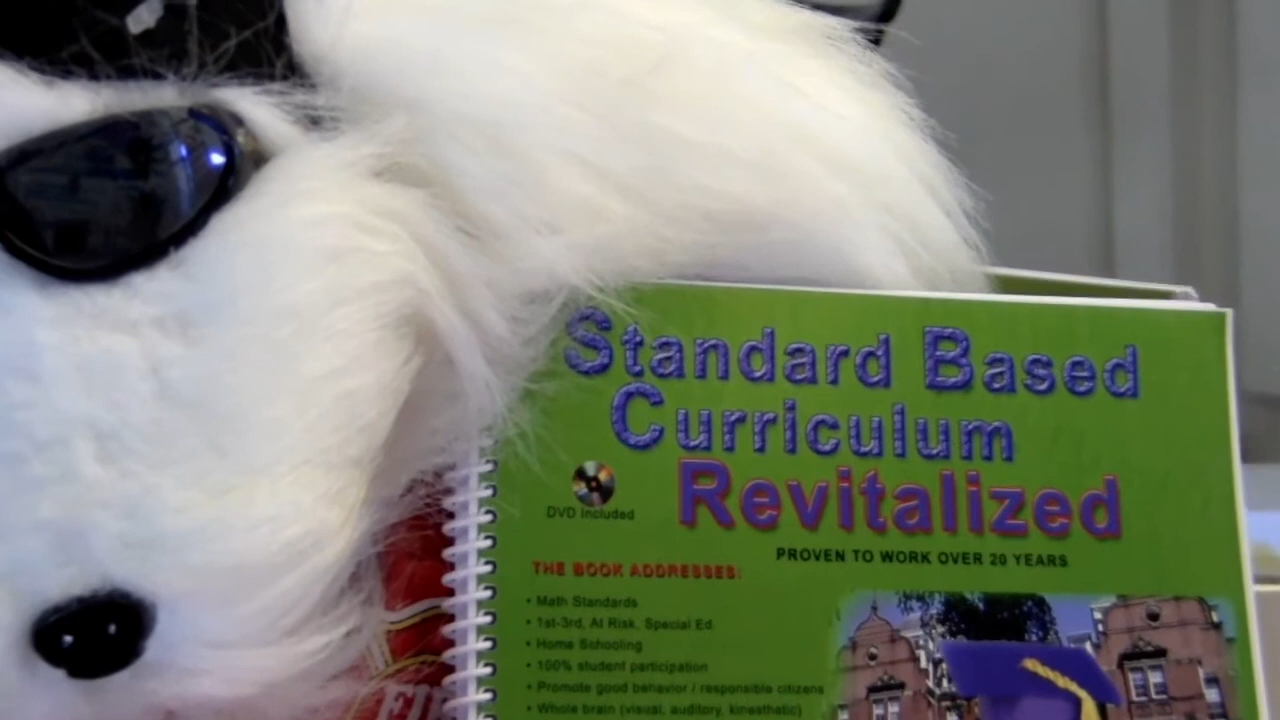 Standard Based
Curriculum
Revitalized
DVD included
PROVEN TO WORK OVER 20 YEARS
THE BOOK ADDRESSES:
• Math Standards
• 1st-3rd, At Risk, Special Ed.
• Home Schooling
• 100% student participation
• Promote good behavior / responsible citizens
• Whole brain (visual, auditory, kinesthetic)